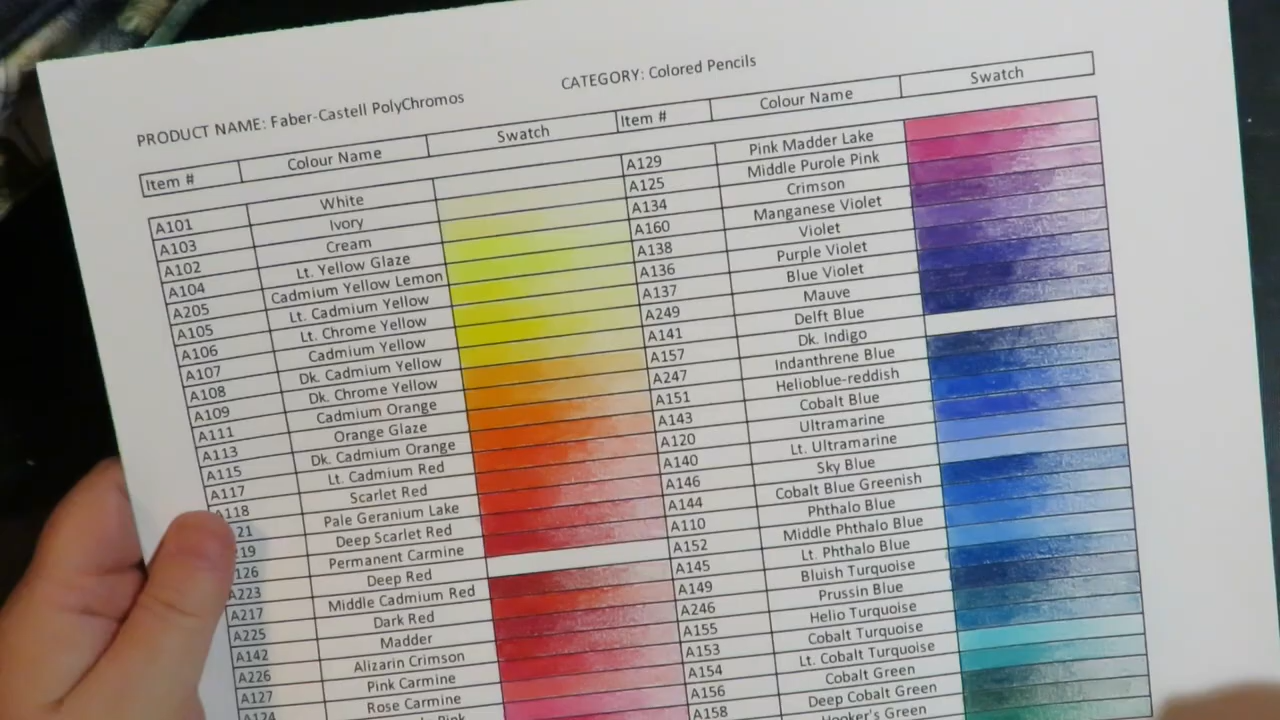 PRODUCT NAME: Faber-Castell PolyChromos
CATEGORY: Colored Pencils
Item # Colour Name Swatch
A101 White
A103 Ivory
A102 Cream
A104 Lt. Yellow Glaze
A205 Cadmium Yellow Lemon
A105 Lt. Cadmium Yellow
A106 Lt. Chrome Yellow
A107 Cadmium Yellow
A108 Dk. Cadmium Yellow
A109 Dk. Chrome Yellow
A111 Cadmium Orange
A113 Orange Glaze
A115 Dk. Cadmium Orange
A117 Lt. Cadmium Red
A118 Scarlet Red
21 Pale Geranium Lake
19 Deep Scarlet Red
126 Permanent Carmine
A223 Deep Red
A217 Middle Cadmium Red
A225 Dark Red
A142 Madder
A226 Alizarin Crimson
A127 Pink Carmine
A124 Rose Carmine
Pink
Item # Colour Name Swatch
A129 Pink Madder Lake
A125 Middle Purole Pink
A134 Crimson
A160 Manganese Violet
A138 Violet
A136 Purple Violet
A137 Blue Violet
A249 Mauve
A141 Delft Blue
A157 Dk. Indigo
A247 Indanthrene Blue
A151 Helioblue-reddish
A143 Cobalt Blue
A120 Ultramarine
A140 Lt. Ultramarine
A146 Sky Blue
A144 Cobalt Blue Greenish
A110 Phthalo Blue
A152 Middle Phthalo Blue
A145 Lt. Phthalo Blue
A149 Bluish Turquoise
A246 Prussin Blue
A155 Helio Turquoise
A153 Cobalt Turquoise
A154 Lt. Cobalt Turquoise
A156 Cobalt Green
A158 Deep Cobalt Green
Hooker's Green